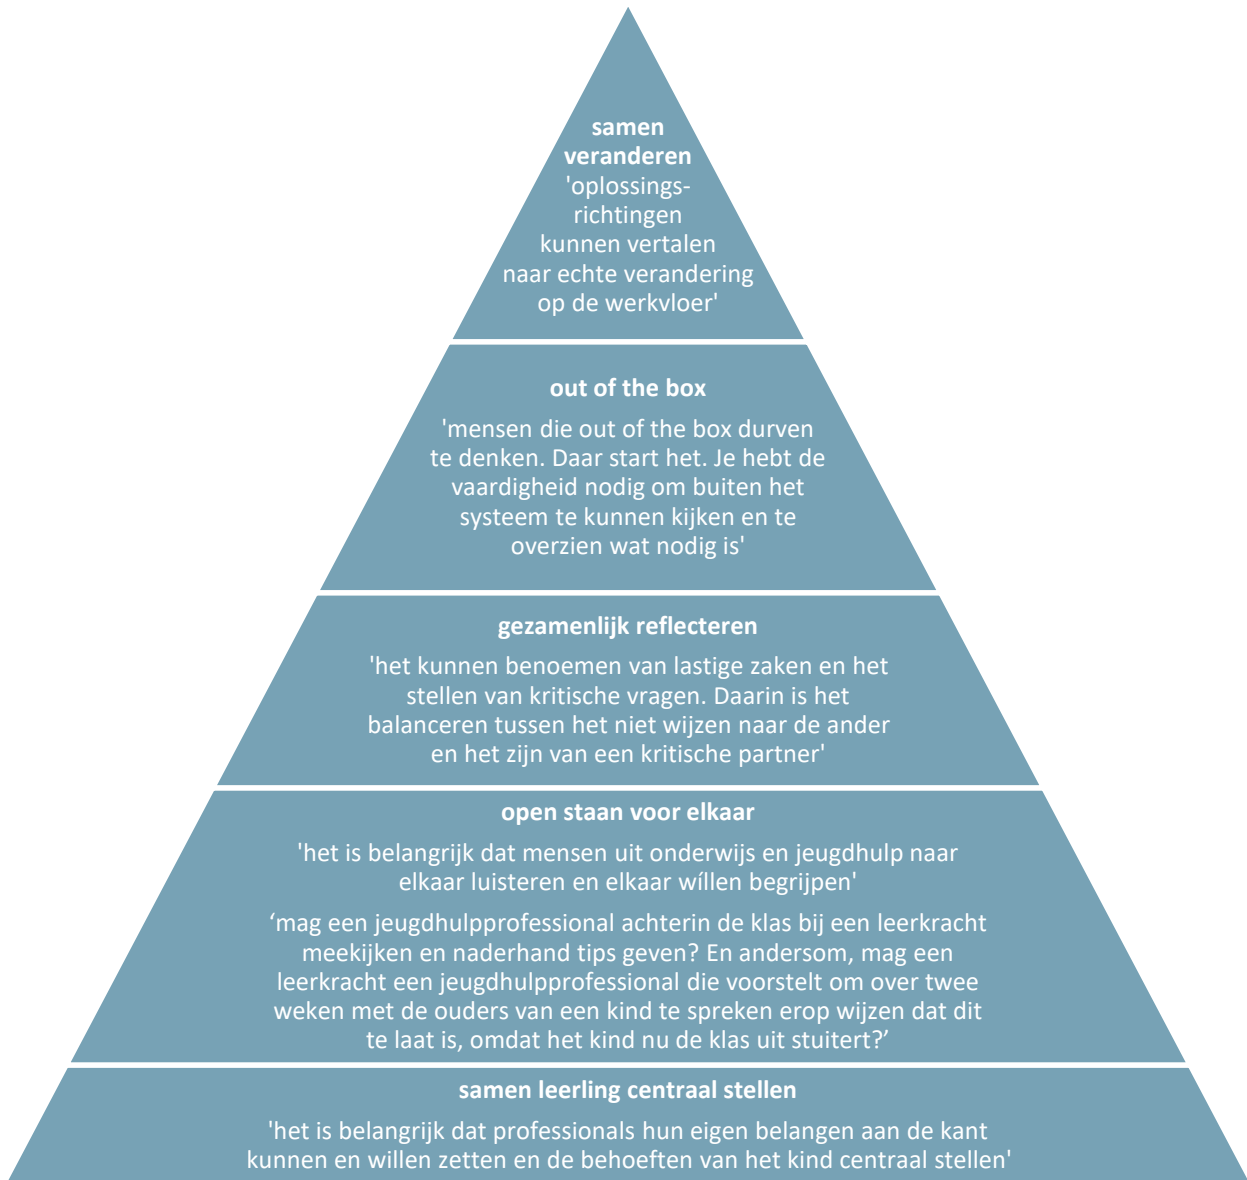 samen
veranderen
'oplossings-
richtingen
kunnen vertalen
naar echte verandering
op de werkvloer'
out of the box
'mensen die out of the box durven
te denken. Daar start het. Je hebt de
vaardigheid nodig om buiten het
systeem te kunnen kijken en te
overzien wat nodig is'
gezamenlijk reflecteren
'het kunnen benoemen van lastige zaken en het
stellen van kritische vragen. Daarin is het
balanceren tussen het niet wijzen naar de ander
en het zijn van een kritische partner'
open staan voor elkaar
'het is belangrijk dat mensen uit onderwijs en jeugdhulp naar
elkaar luisteren en elkaar wíllen begrijpen'
‘mag een jeugdhulpprofessional achterin de klas bij een leerkracht
meekijken en naderhand tips geven? En andersom, mag een
leerkracht een jeugdhulpprofessional die voorstelt om over twee
weken met de ouders van een kind te spreken erop wijzen dat dit
te laat is, omdat het kind nu de klas uit stuitert?’
samen leerling centraal stellen
'het is belangrijk dat professionals hun eigen belangen aan de kant
kunnen en willen zetten en de behoeften van het kind centraal stellen'